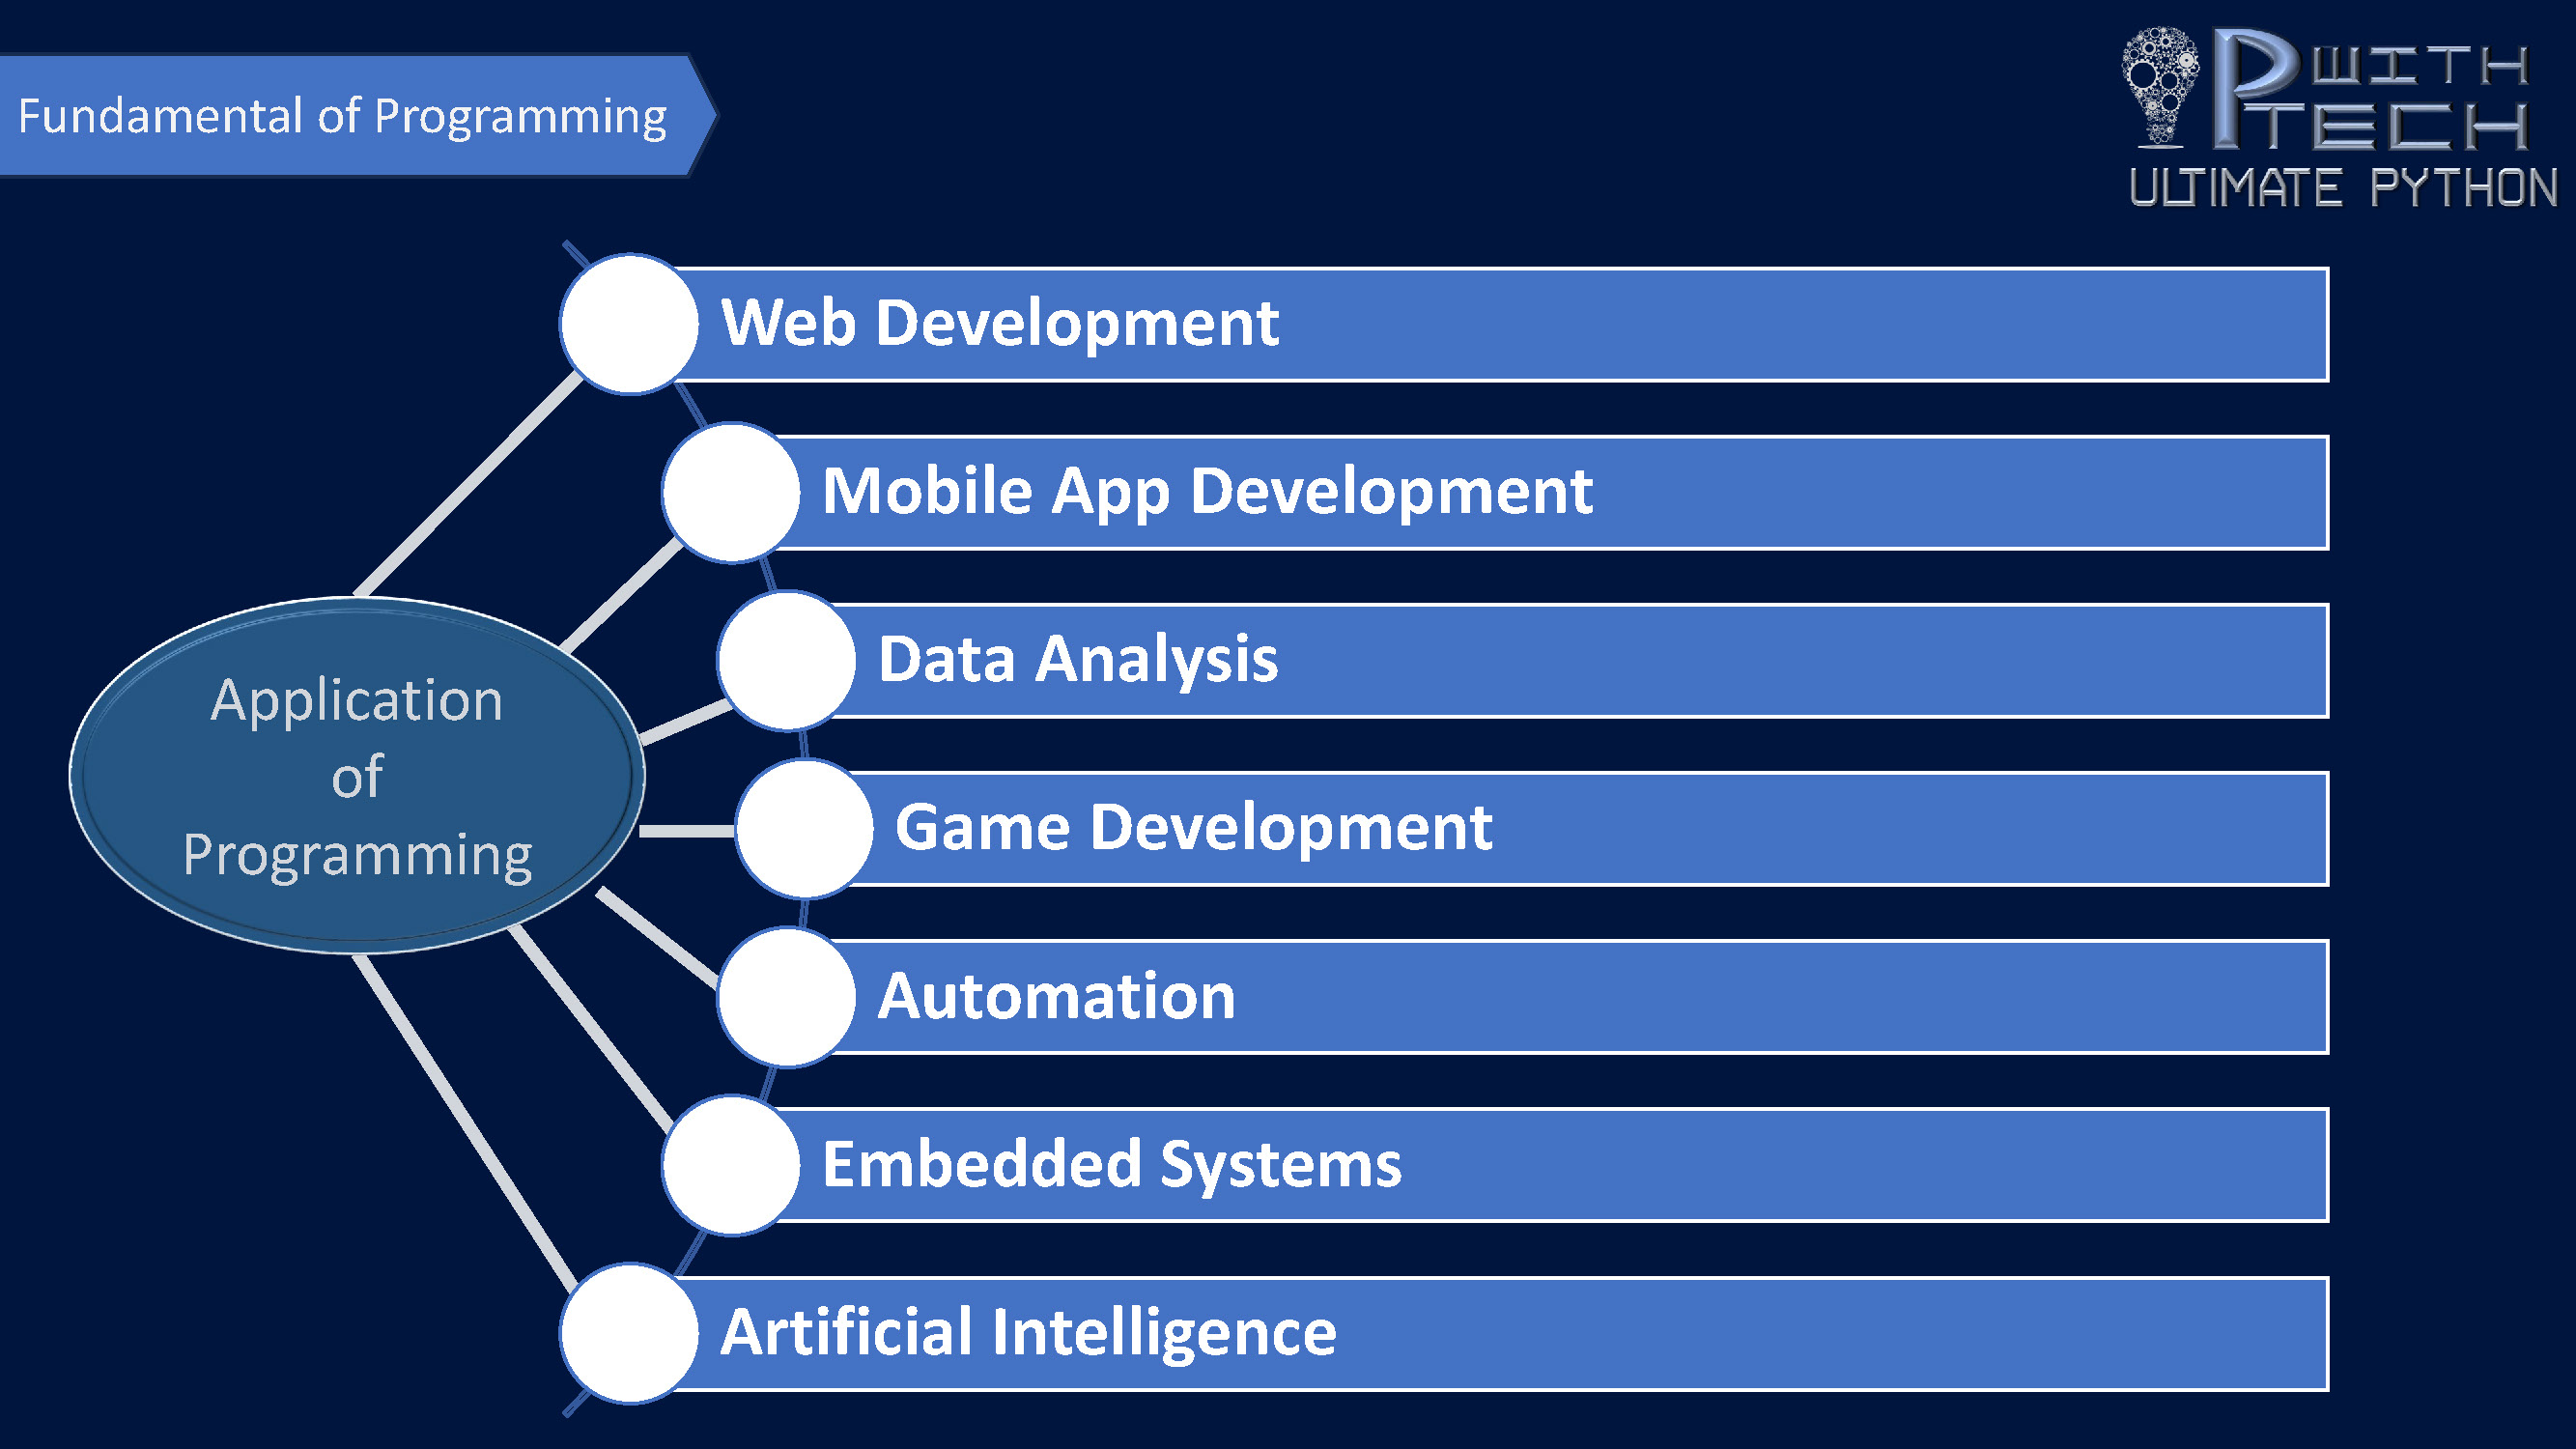 Fundamental of Programming
P WITH
TECH
ULTIMATE PYTHON
Web Development
Mobile App Development
Data Analysis
Application
of
Programming
Game Development
Automation
Embedded Systems
Artificial Intelligence